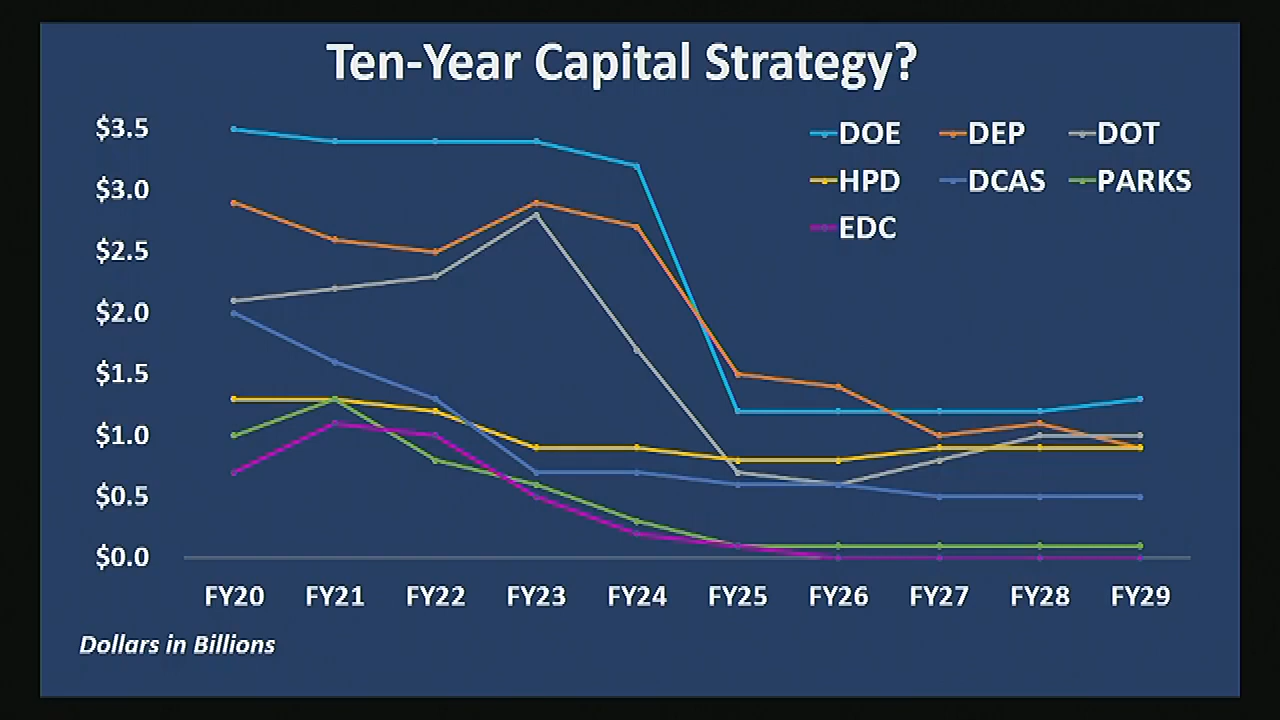 Ten-Year Capital Strategy?
DOE DEP DOT
HPD DCAS PARKS
EDC
$3.5
$3.0
$2.5
$2.0
$1.5
$1.0
$0.5
$0.0
FY20 FY21 FY22 FY23 FY24 FY25 FY26 FY27 FY28 FY29
Dollars in Billions